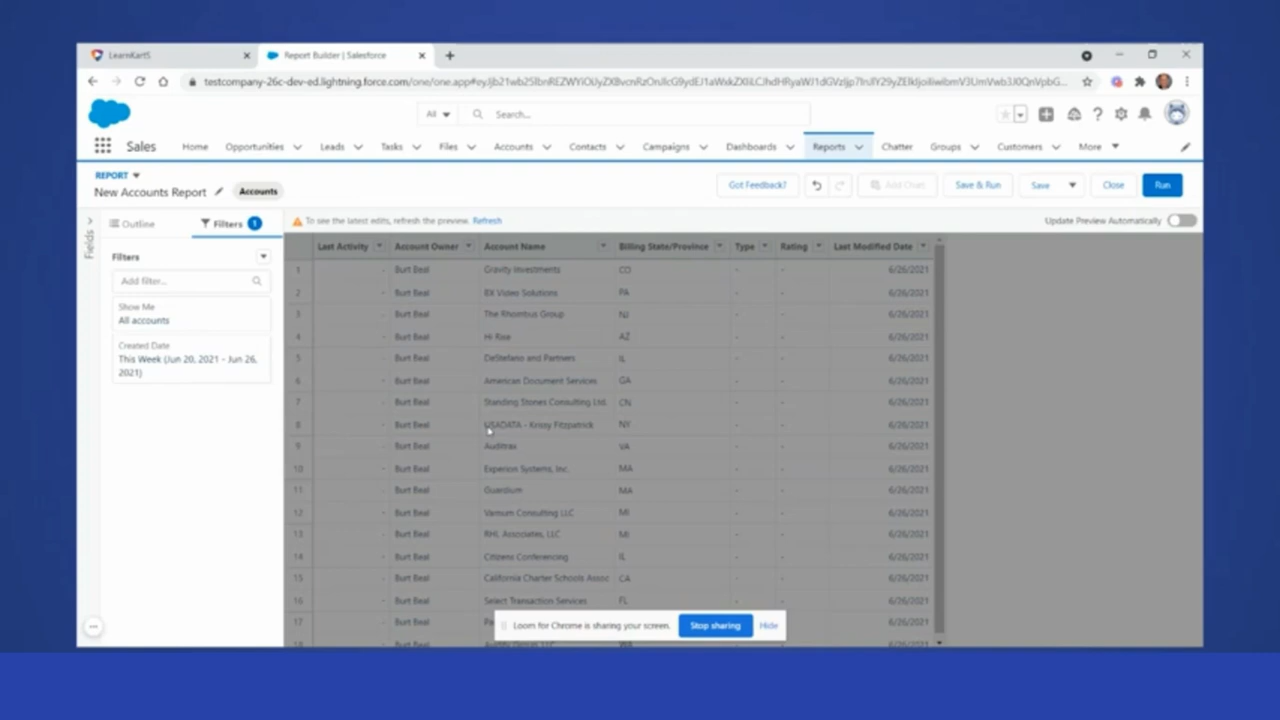 LearnKartS
Report Builder | Salesforce
All
Search...
Sales
Home Opportunities Leads Tasks Files Accounts Contacts Campaigns Dashboards Reports Chatter Groups Customers More
REPORT
New Accounts Report Accounts
Got Feedback? Add Chart Save & Run Save Close Run
Fields
Outline Filters 1
To see the latest edits, refresh the preview. Refresh
Update Preview Automatically
Filters
Add filter...
Show Me
All accounts
Created Date
This Week (Jun 20, 2021 - Jun 26, 2021)
Last Activity Account Owner Account Name Billing State/Province Type Rating Last Modified Date
1 - Burt Beal Gravity Investments CO - - 6/26/2021
2 - Burt Beal 8X Video Solutions PA - - 6/26/2021
3 - Burt Beal The Rhombus Group NJ - - 6/26/2021
4 - Burt Beal Hi Rise AZ - - 6/26/2021
5 - Burt Beal DeStefano and Partners IL - - 6/26/2021
6 - Burt Beal American Document Services GA - - 6/26/2021
7 - Burt Beal Standing Stones Consulting Ltd. CN - - 6/26/2021
8 - Burt Beal USADATA - Krissy Fitzpatrick NY - - 6/26/2021
9 - Burt Beal Auditrax VA - - 6/26/2021
10 - Burt Beal Experion Systems, Inc. MA - - 6/26/2021
11 - Burt Beal Guardium MA - - 6/26/2021
12 - Burt Beal Vansum Consulting LLC MI - - 6/26/2021
13 - Burt Beal RHL Associates, LLC MI - - 6/26/2021
14 - Burt Beal Citizens Conferencing IL - - 6/26/2021
15 - Burt Beal California Charter Schools Assoc CA - - 6/26/2021
16 - Burt Beal Select Transaction Services FL - - 6/26/2021
17 - Burt Beal 6/26/2021
Loom for Chrome is sharing your screen. Stop sharing Hide